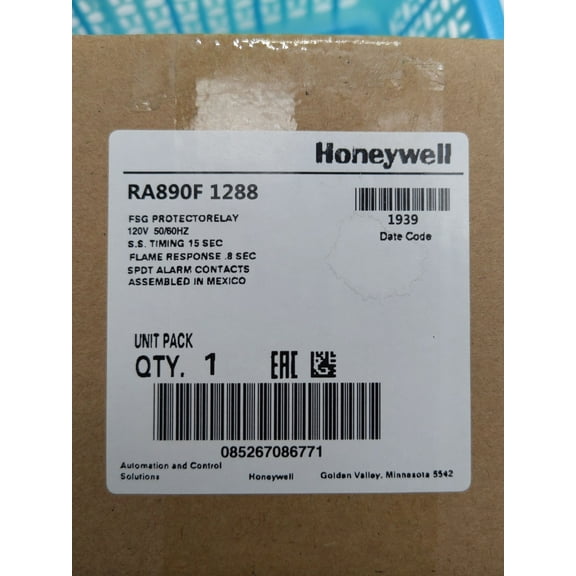 Honeywell
RA890F 1288
1939
Date Code
FSG PROTECTORELAY
120V 50/60HZ
S.S. TIMING 15 SEC
FLAME RESPONSE .8 SEC
SPDT ALARM CONTACTS
ASSEMBLED IN MEXICO
UNIT PACK
QTY. 1
EAC
085267086771
Automation and Control
Solutions
Honeywell
Goldan Valley, Minnesota 5542